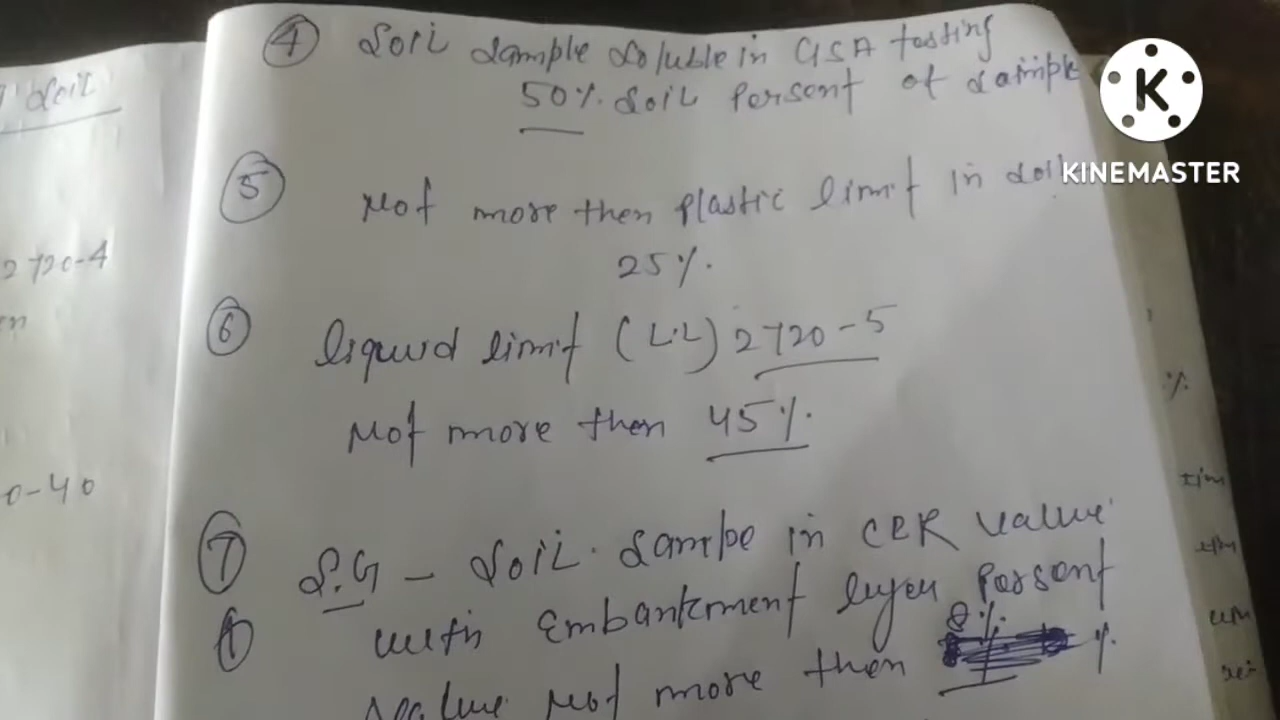 soil
2720-4
0-40
④ Soil sample soluble in GSA testing
50% Soil Persent of sample
⑤ Not more then plastic limit in soil
25%.
⑥ liquid limit (L.L) 2720-5
Not more then 45%.
⑦ S.G - Soil sample in CBR value
⑧ with Embankment layer Persent
8%.
value not more then %.
K
KINEMASTER